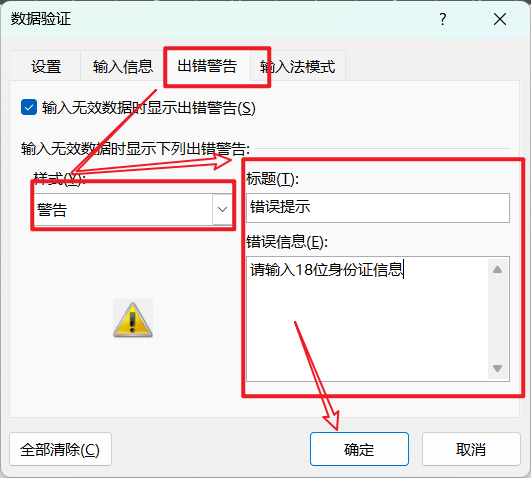 数据验证
?
设置 输入信息 出错警告 输入法模式
输入无效数据时显示出错警告(S)
输入无效数据时显示下列出错警告:
样式(Y): 标题(T):
警告 错误提示
错误信息(E):
请输入18位身份证信息
全部清除(C) 确定 取消